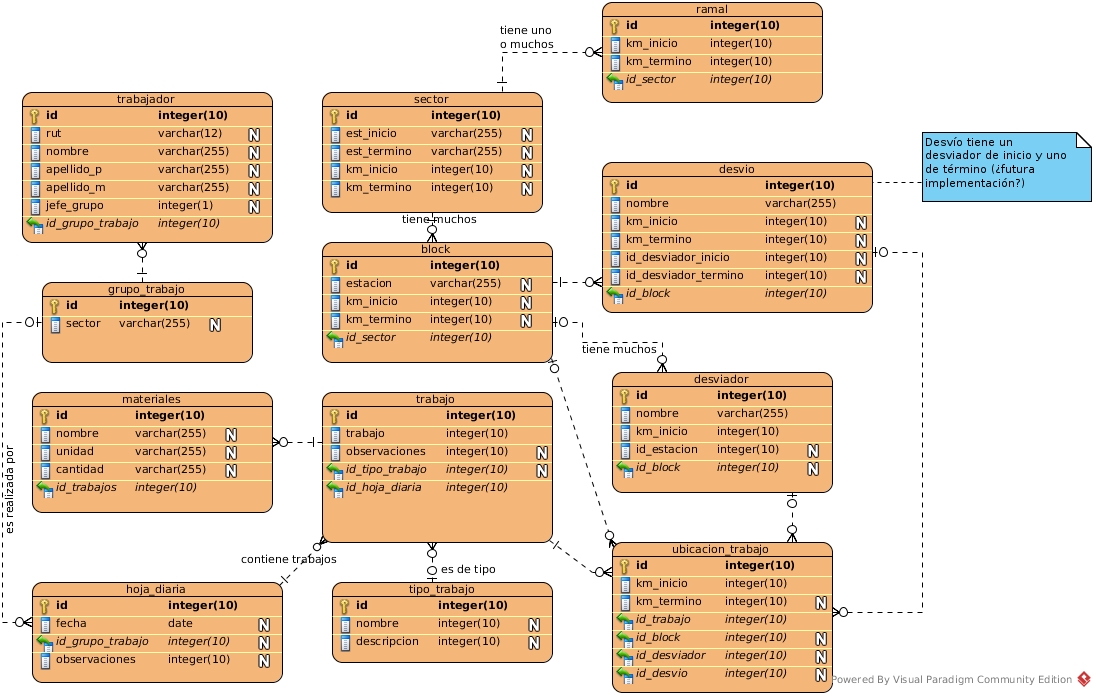 ramal
id integer(10)
km_inicio integer(10)
km_termino integer(10)
id_sector integer(10)
tiene uno
o muchos
trabajador
id integer(10)
rut varchar(12) N
nombre varchar(255) N
apellido_p varchar(255) N
apellido_m varchar(255) N
jefe_grupo integer(1) N
id_grupo_trabajo integer(10)
sector
id integer(10)
est_inicio varchar(255) N
est_termino varchar(255) N
km_inicio integer(10) N
km_termino integer(10) N
tiene muchos
desvio
id integer(10)
nombre varchar(255)
km_inicio integer(10) N
km_termino integer(10) N
id_desviador_inicio integer(10) N
id_desviador_termino integer(10) N
id_block integer(10)
Desvío tiene un
desviador de inicio y uno
de término (¿futura
implementación?)
block
id integer(10)
estacion varchar(255) N
km_inicio integer(10) N
km_termino integer(10) N
id_sector integer(10)
tiene muchos
grupo_trabajo
id integer(10)
sector varchar(255) N
es realizada por
materiales
id integer(10)
nombre varchar(255) N
unidad varchar(255) N
cantidad varchar(255) N
id_trabajos integer(10)
trabajo
id integer(10)
trabajo integer(10)
observaciones integer(10) N
id_tipo_trabajo integer(10) N
id_hoja_diaria integer(10)
desviador
id integer(10)
nombre varchar(255)
km_inicio integer(10)
id_estacion integer(10) N
id_block integer(10) N
contiene trabajos
es de tipo
hoja_diaria
id integer(10)
fecha date N
id_grupo_trabajo integer(10) N
observaciones integer(10) N
tipo_trabajo
id integer(10)
nombre integer(10) N
descripcion integer(10) N
ubicacion_trabajo
id integer(10)
km_inicio integer(10)
km_termino integer(10) N
id_trabajo integer(10)
id_block integer(10) N
id_desviador integer(10) N
id_desvio integer(10) N
Powered By Visual Paradigm Community Edition